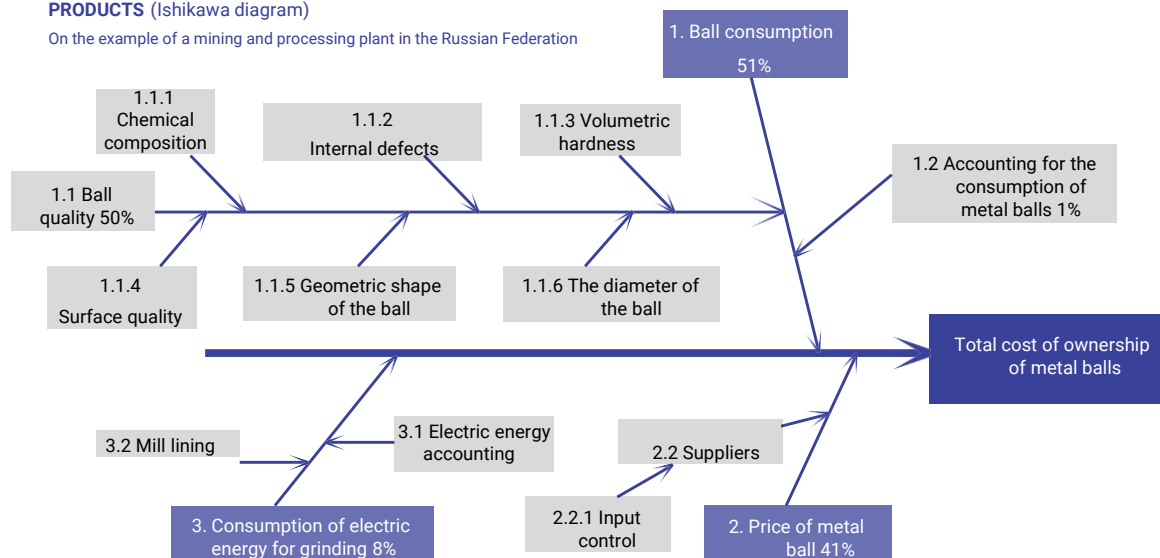 PRODUCTS (Ishikawa diagram)
On the example of a mining and processing plant in the Russian Federation
1. Ball consumption
51%
1.1.1
Chemical
composition
1.1.2
Internal defects
1.1.3 Volumetric
hardness
1.2 Accounting for the
consumption of
metal balls 1%
1.1 Ball
quality 50%
1.1.4
Surface quality
1.1.5 Geometric shape
of the ball
1.1.6 The diameter of
the ball
Total cost of ownership
of metal balls
3.2 Mill lining
3.1 Electric energy
accounting
2.2 Suppliers
2.2.1 Input
control
3. Consumption of electric
energy for grinding 8%
2. Price of metal
ball 41%